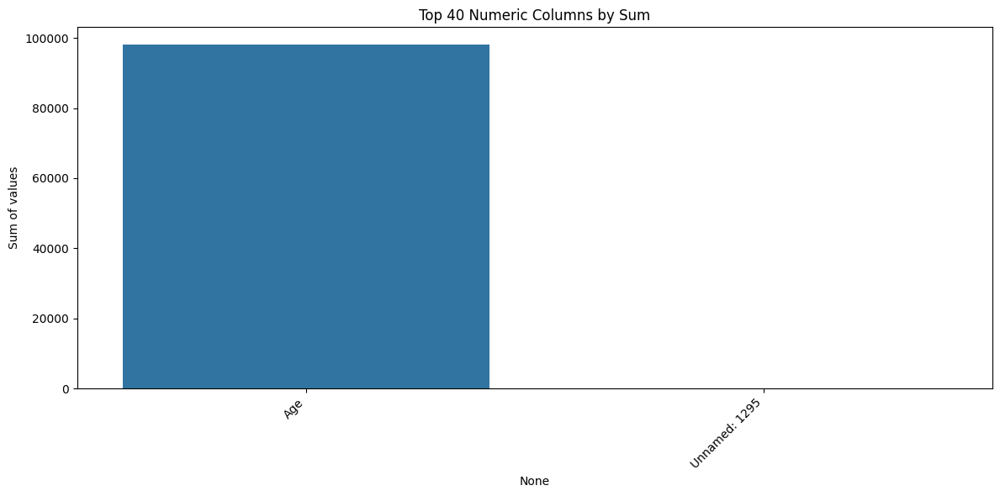 Top 40 Numeric Columns by Sum
100000
80000
60000
40000
20000
0
Sum of values
Age
Unnamed: 1295
None